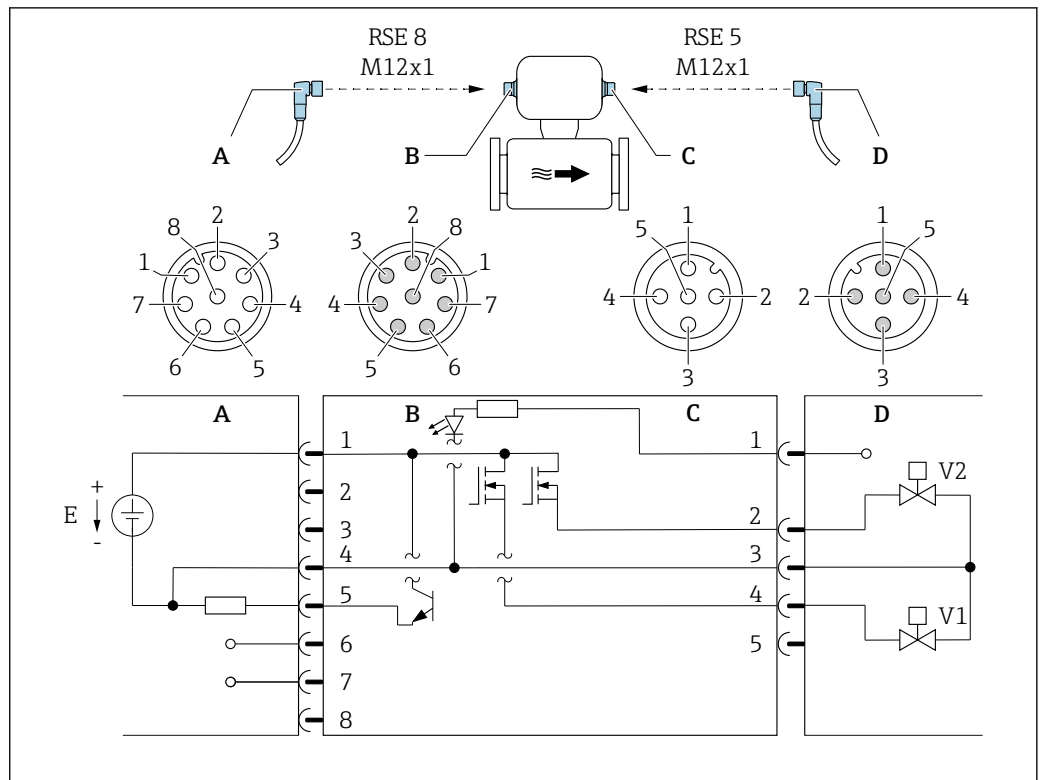 RSE 8 RSE 5
M12x1 M12x1
A B C D
2 2 1 1
8 3 3 8 5 5
1 1
7 4 4 7 4 2 2 4
6 5 5 6 3 3
A B C D
1 1
V2
+ 2
E 3 2
- 4 3
5 4
V1
6 5
7
8